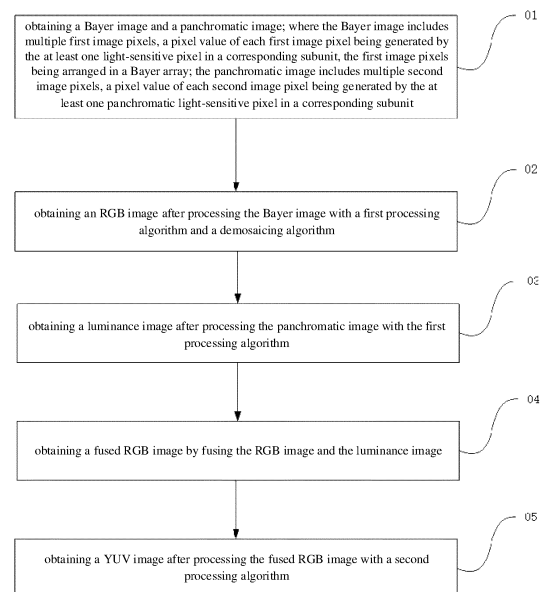 obtaining a Bayer image and a panchromatic image; where the Bayer image includes
multiple first image pixels, a pixel value of each first image pixel being generated by
the at least one light-sensitive pixel in a corresponding subunit, the first image pixels
being arranged in a Bayer array; the panchromatic image includes multiple second
image pixels, a pixel value of each second image pixel being generated by the at
least one panchromatic light-sensitive pixel in a corresponding subunit
01
obtaining an RGB image after processing the Bayer image with a first processing
algorithm and a demosaicing algorithm
02
obtaining a luminance image after processing the panchromatic image with the first
processing algorithm
03
obtaining a fused RGB image by fusing the RGB image and the luminance image
04
obtaining a YUV image after processing the fused RGB image with a second
processing algorithm
05